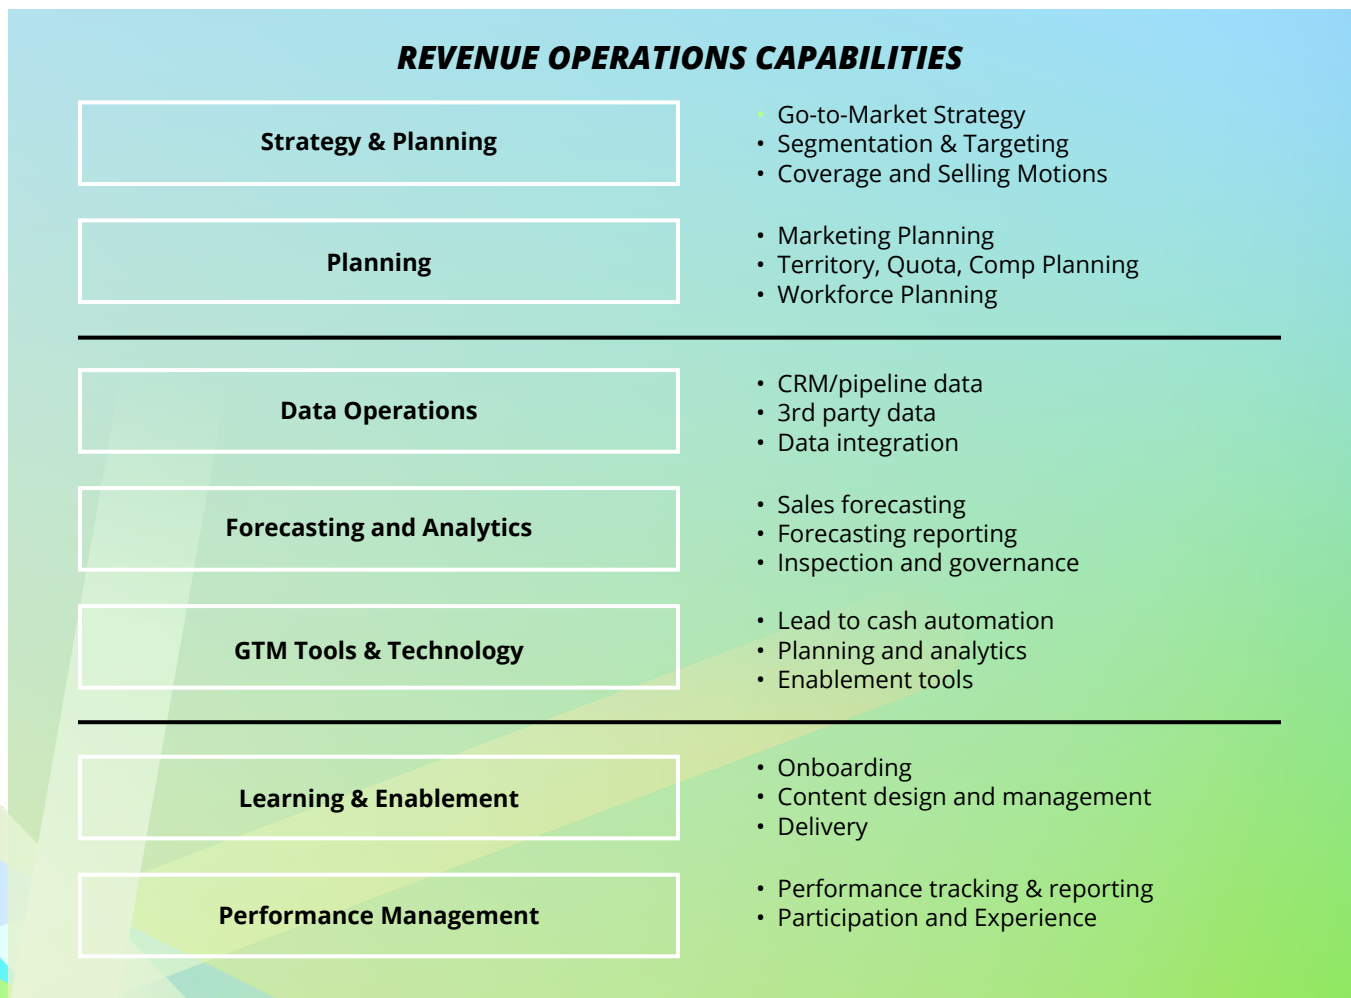 REVENUE OPERATIONS CAPABILITIES
Strategy & Planning
• Go-to-Market Strategy
• Segmentation & Targeting
• Coverage and Selling Motions
Planning
• Marketing Planning
• Territory, Quota, Comp Planning
• Workforce Planning
Data Operations
• CRM/pipeline data
• 3rd party data
• Data integration
Forecasting and Analytics
• Sales forecasting
• Forecasting reporting
• Inspection and governance
GTM Tools & Technology
• Lead to cash automation
• Planning and analytics
• Enablement tools
Learning & Enablement
• Onboarding
• Content design and management
• Delivery
Performance Management
• Performance tracking & reporting
• Participation and Experience